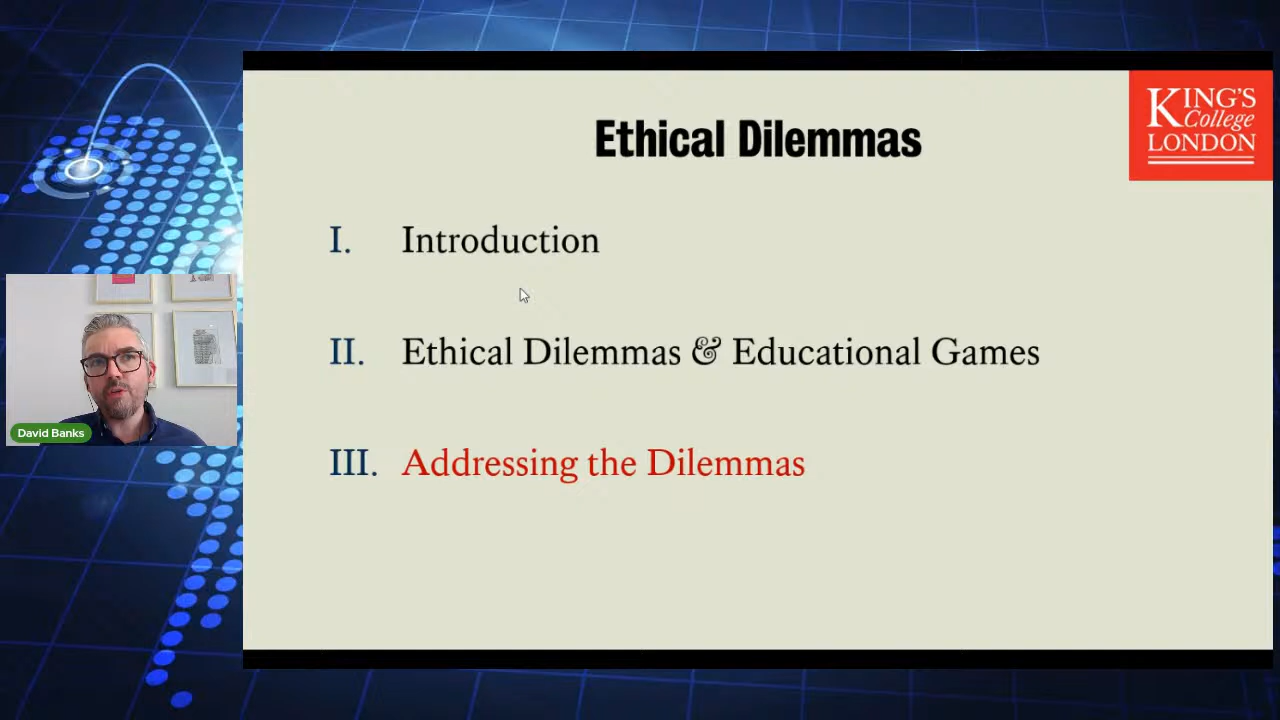 Ethical Dilemmas
KING'S
College
LONDON
I. Introduction
II. Ethical Dilemmas & Educational Games
III. Addressing the Dilemmas
David Banks